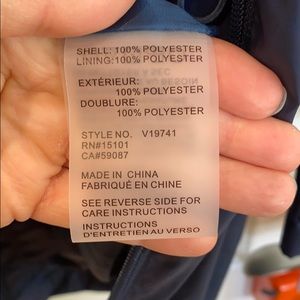 SHELL: 100% POLYESTER
LINING: 100% POLYESTER
EXTÉRIEUR:
100% POLYESTER
DOUBLURE:
100% POLYESTER
STYLE NO. V19741
RN#15101
CA#59087
MADE IN CHINA
FABRIQUÉ EN CHINE
SEE REVERSE SIDE FOR
CARE INSTRUCTIONS
INSTRUCTIONS
D'ENTRETIEN AU VERSO